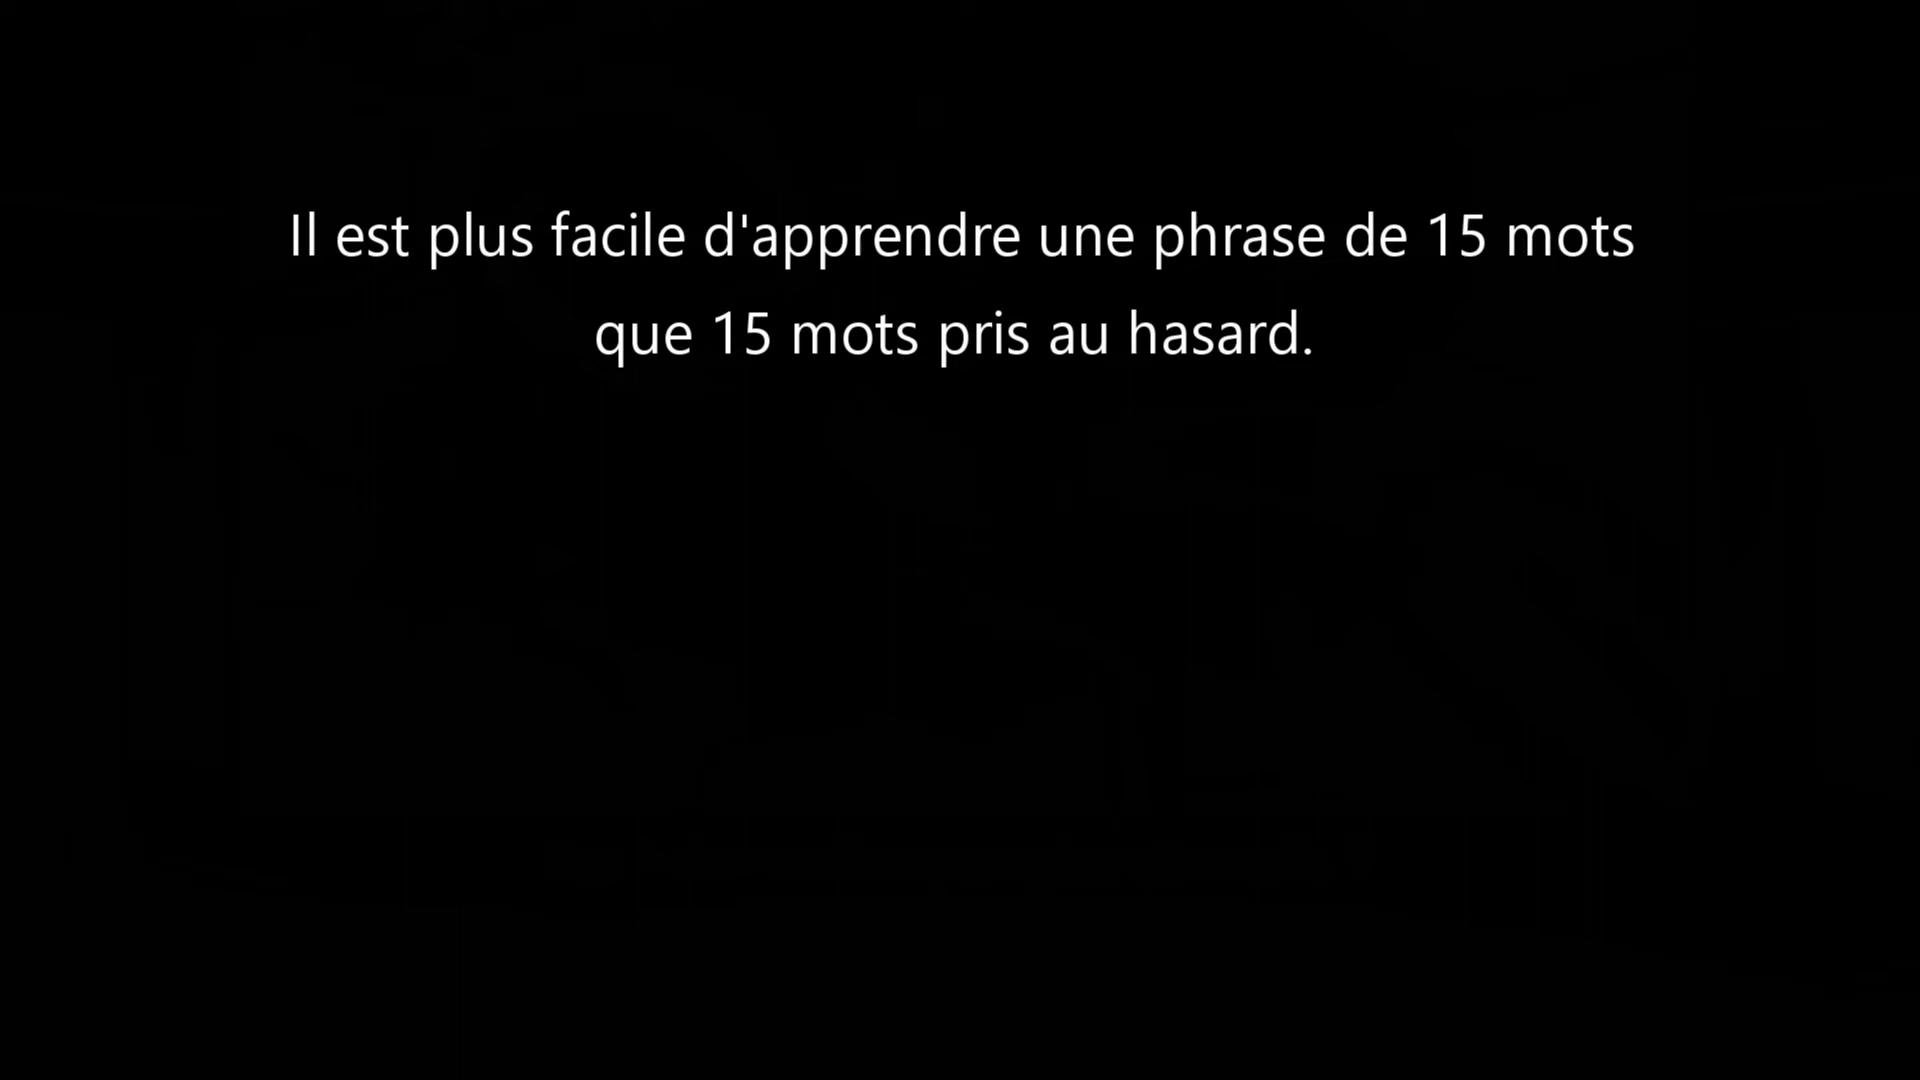 Il est plus facile d'apprendre une phrase de 15 mots
que 15 mots pris au hasard.